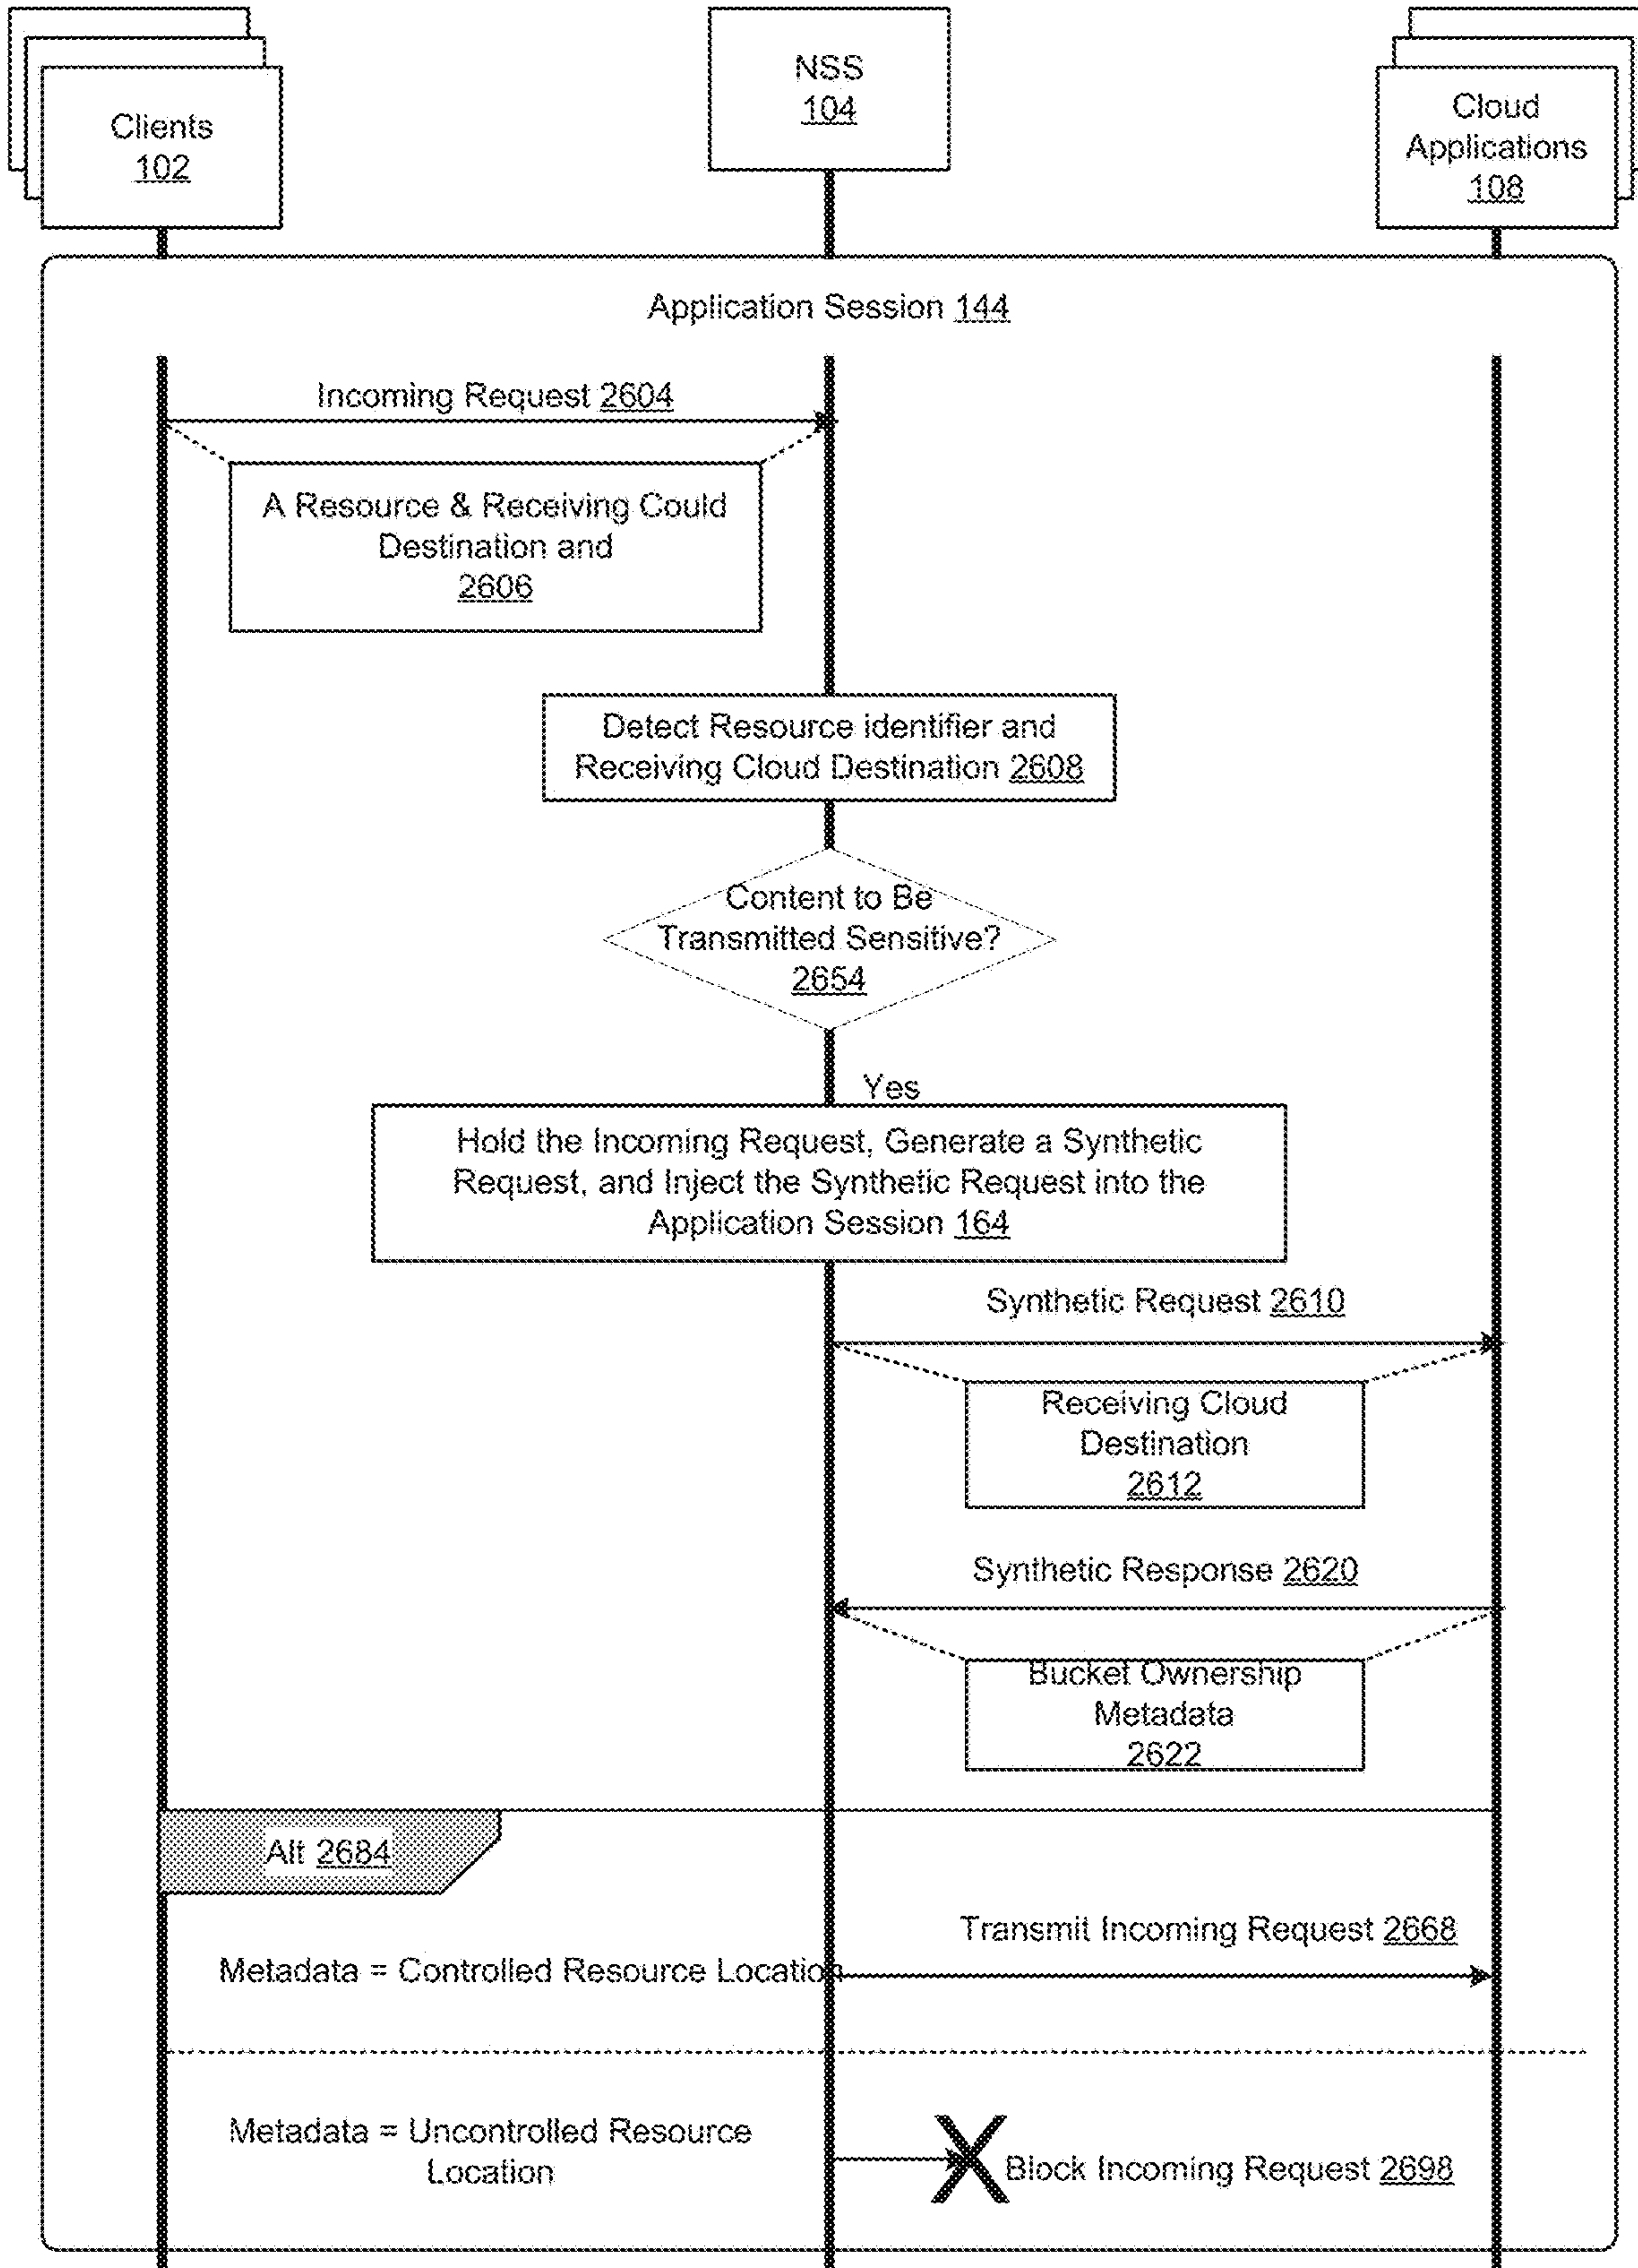 Clients
102
NSS
104
Cloud
Applications
108
Application Session 144
Incoming Request 2604
A Resource & Receiving Could
Destination and
2606
Detect Resource identifier and
Receiving Cloud Destination 2608
Content to Be
Transmitted Sensitive?
2654
Yes
Hold the Incoming Request, Generate a Synthetic
Request, and Inject the Synthetic Request into the
Application Session 164
Synthetic Request 2610
Receiving Cloud
Destination
2612
Synthetic Response 2620
Bucket Ownership
Metadata
2622
Alt 2684
Transmit Incoming Request 2668
Metadata = Controlled Resource Location
Metadata = Uncontrolled Resource
Location
Block Incoming Request 2698